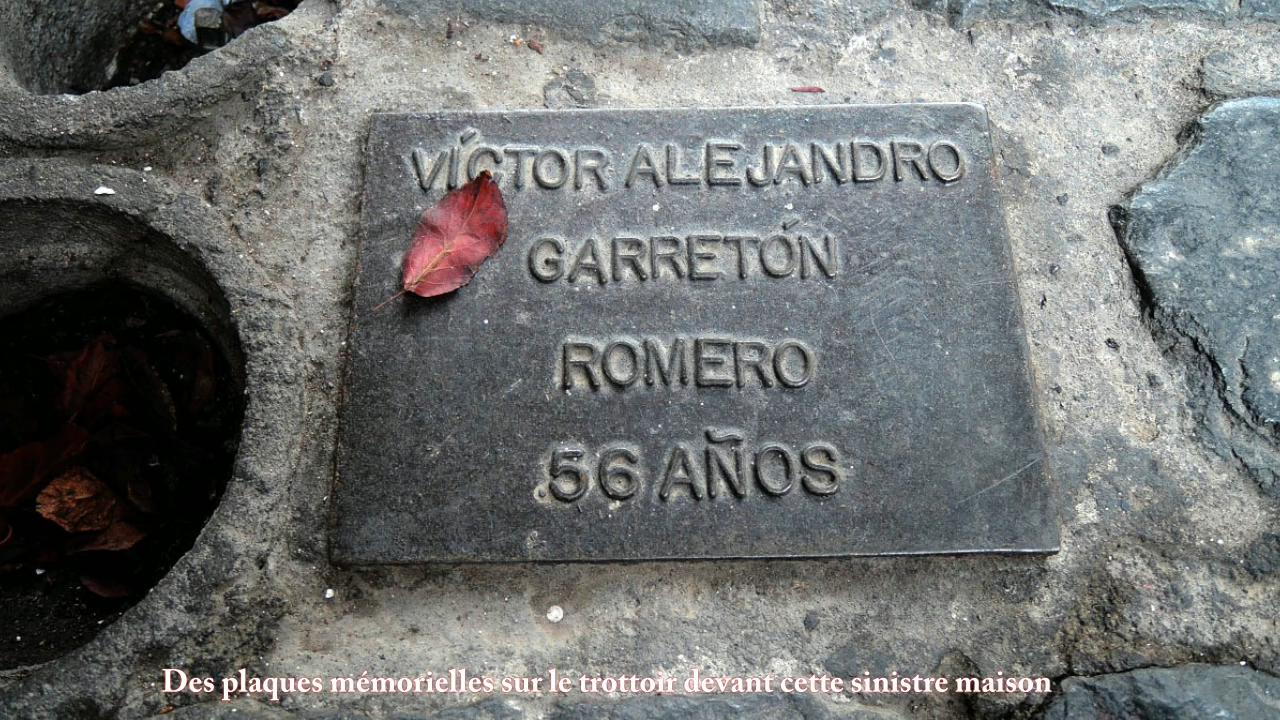 VÍCTOR ALEJANDRO
GARRETÓN
ROMERO
56 AÑOS
Des plaques mémorielles sur le trottoir devant cette sinistre maison